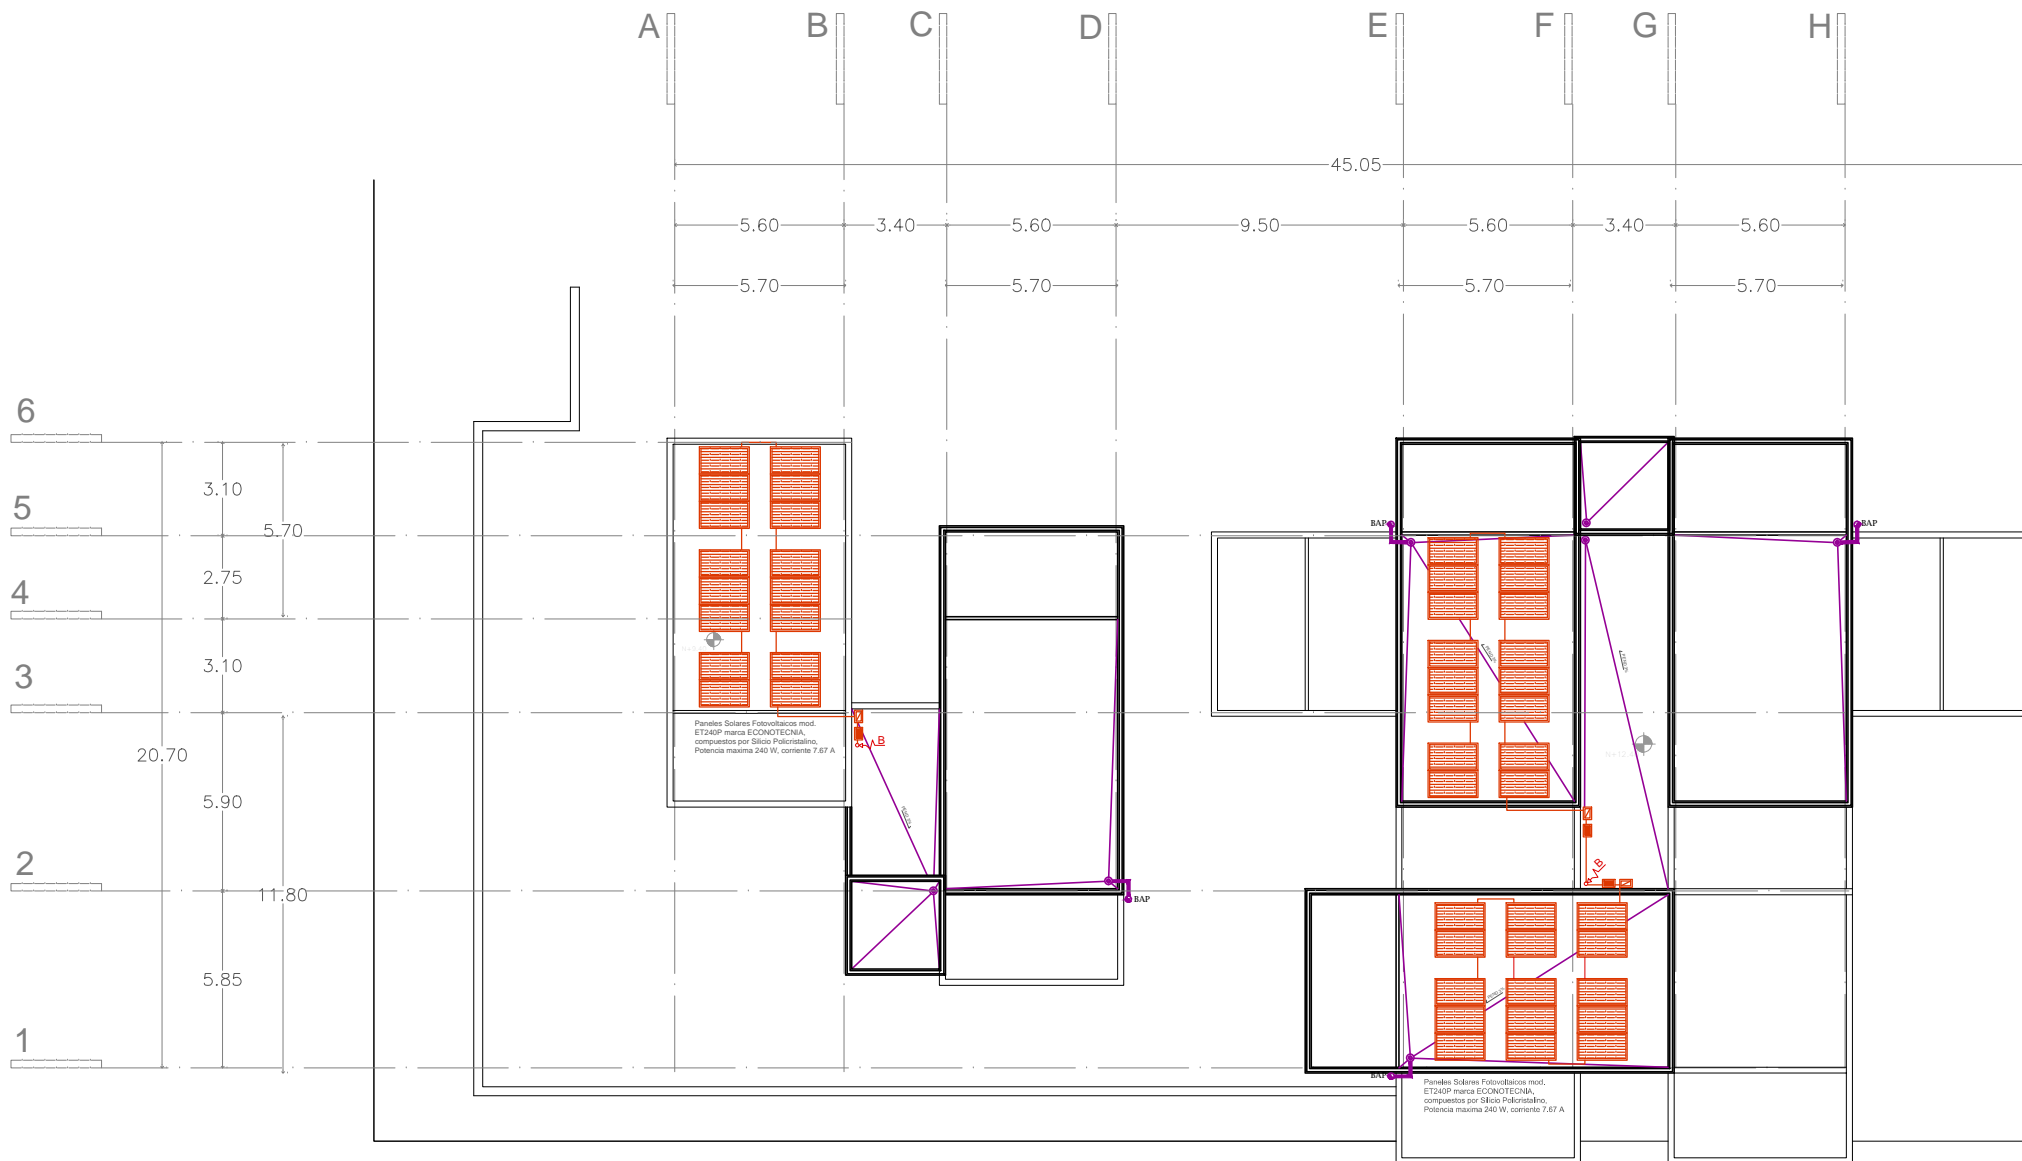 A B C D E F G H
45.05
5.60 3.40 5.60 9.50 5.60 3.40 5.60
5.70 5.70 5.70 5.70
6
3.10
5
5.70
2.75
4
3.10
3
20.70
5.90
2
11.80
5.85
1
Paneles Solares Fotovoltaicos mod.
ET240P marca ECONOTECNIA,
compuestos por Silicio Policristalino,
Potencia maxima 240 W, corriente 7.67 A
B
BAP
BAP
BAP
B
BAP
Paneles Solares Fotovoltaicos mod.
ET240P marca ECONOTECNIA,
compuestos por Silicio Policristalino,
Potencia maxima 240 W, corriente 7.67 A